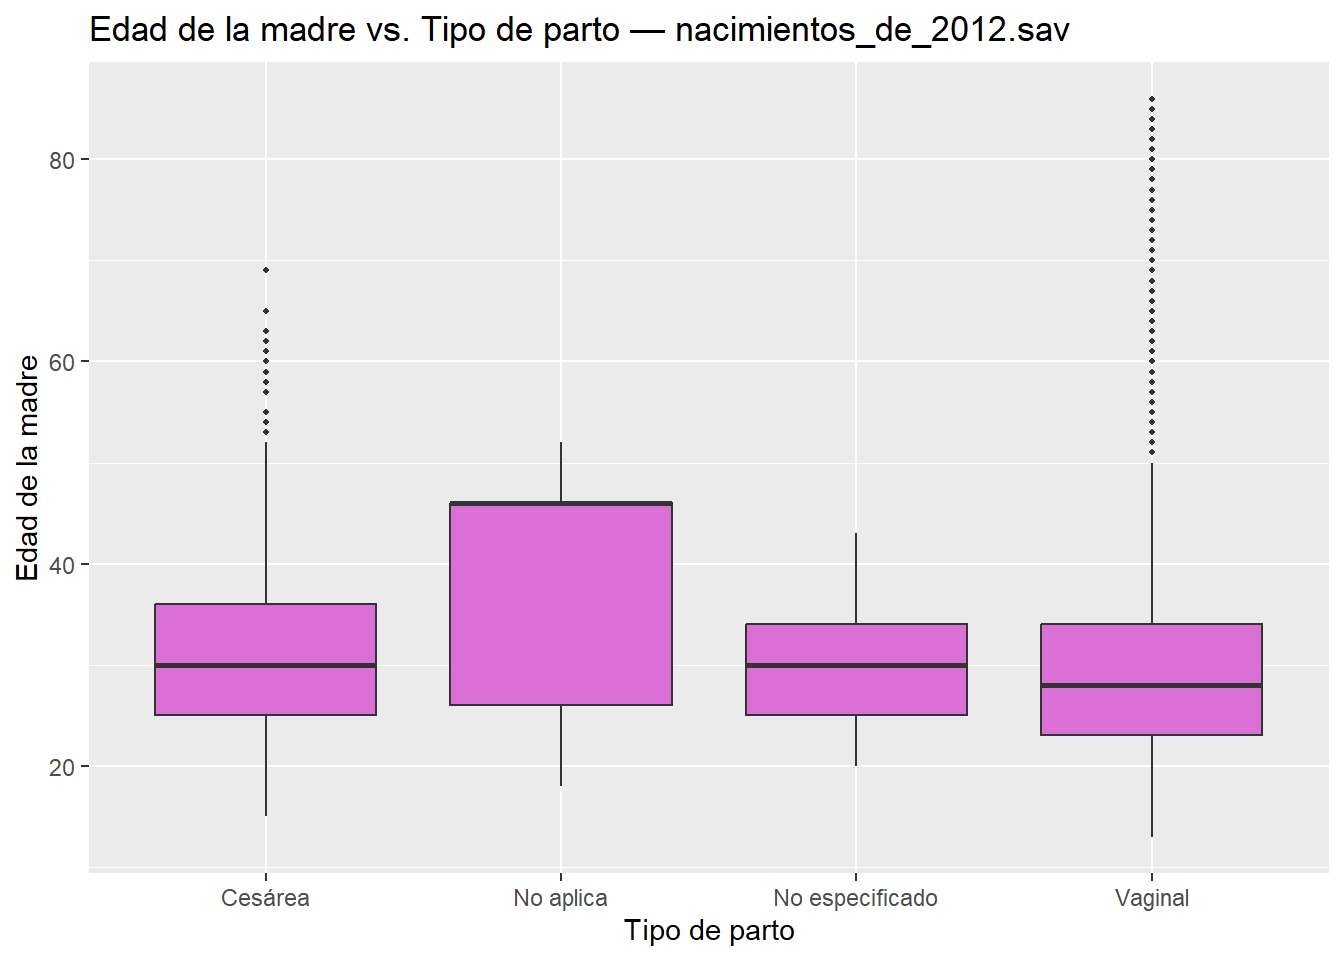 Edad de la madre vs. Tipo de parto — nacimientos_de_2012.sav
Edad de la madre
80
60
40
20
Cesárea
No aplica
No especificado
Vaginal
Tipo de parto